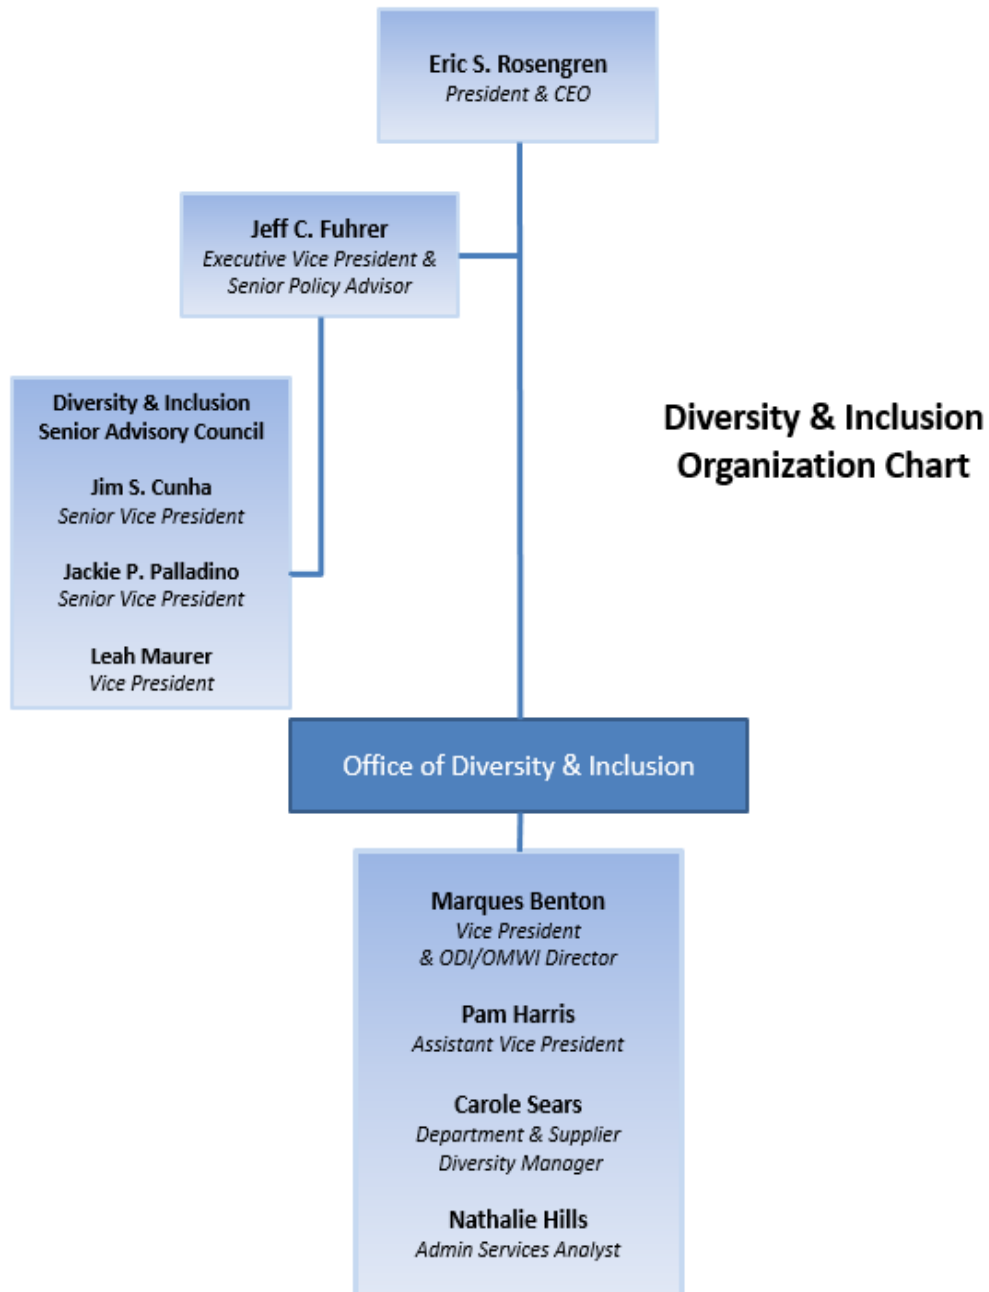 Eric S. Rosengren
President & CEO
Jeff C. Fuhrer
Executive Vice President &
Senior Policy Advisor
Diversity & Inclusion
Senior Advisory Council
Jim S. Cunha
Senior Vice President
Jackie P. Palladino
Senior Vice President
Leah Maurer
Vice President
Diversity & Inclusion
Organization Chart
Office of Diversity & Inclusion
Marques Benton
Vice President
& ODI/OMWI Director
Pam Harris
Assistant Vice President
Carole Sears
Department & Supplier
Diversity Manager
Nathalie Hills
Admin Services Analyst